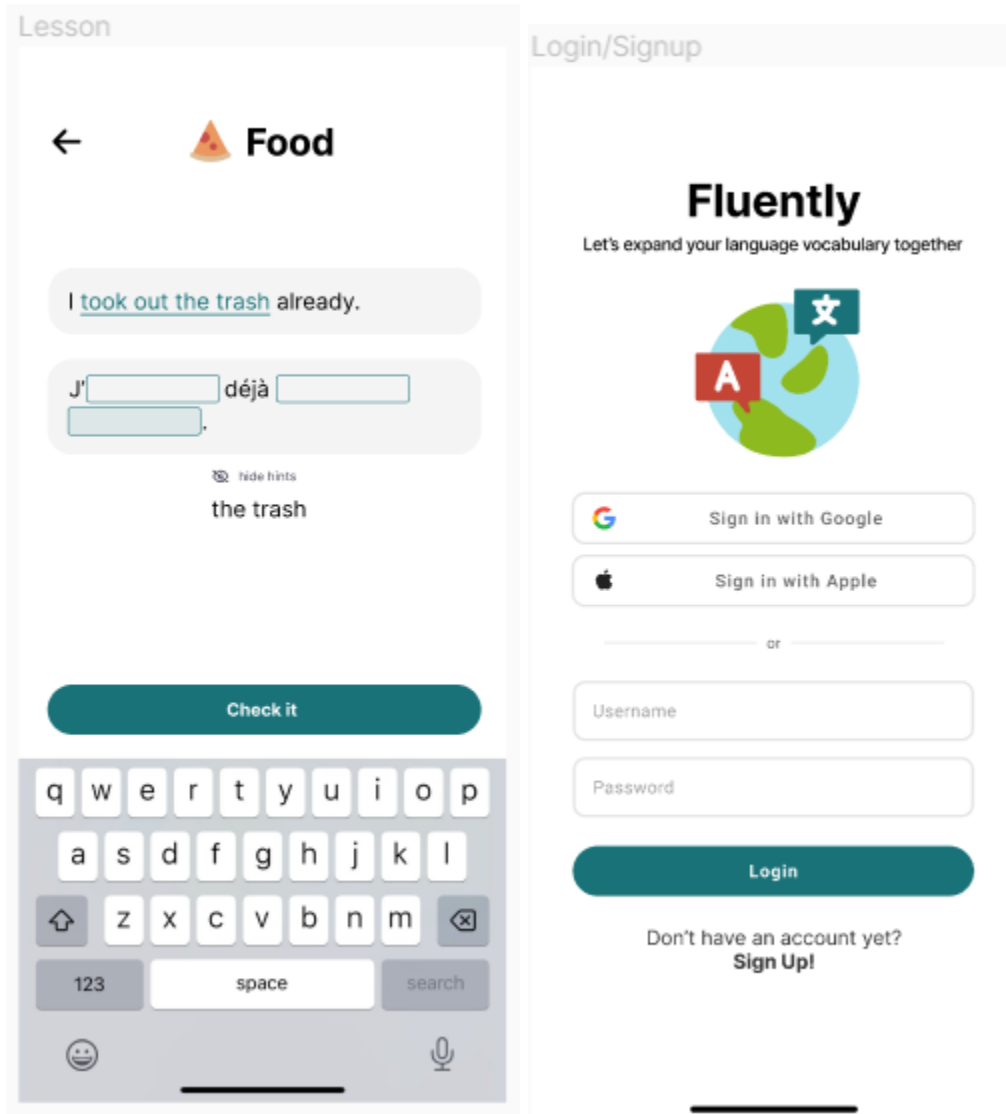 Lesson
Food
I took out the trash already.
J' déjà
.
hide hints
the trash
Check it
q w e r t y u i o p
a s d f g h j k l
z x c v b n m
123 space search
Login/Signup
Fluently
Let's expand your language vocabulary together
文
A
G Sign in with Google
Sign in with Apple
or
Username
Password
Login
Don't have an account yet?
Sign Up!